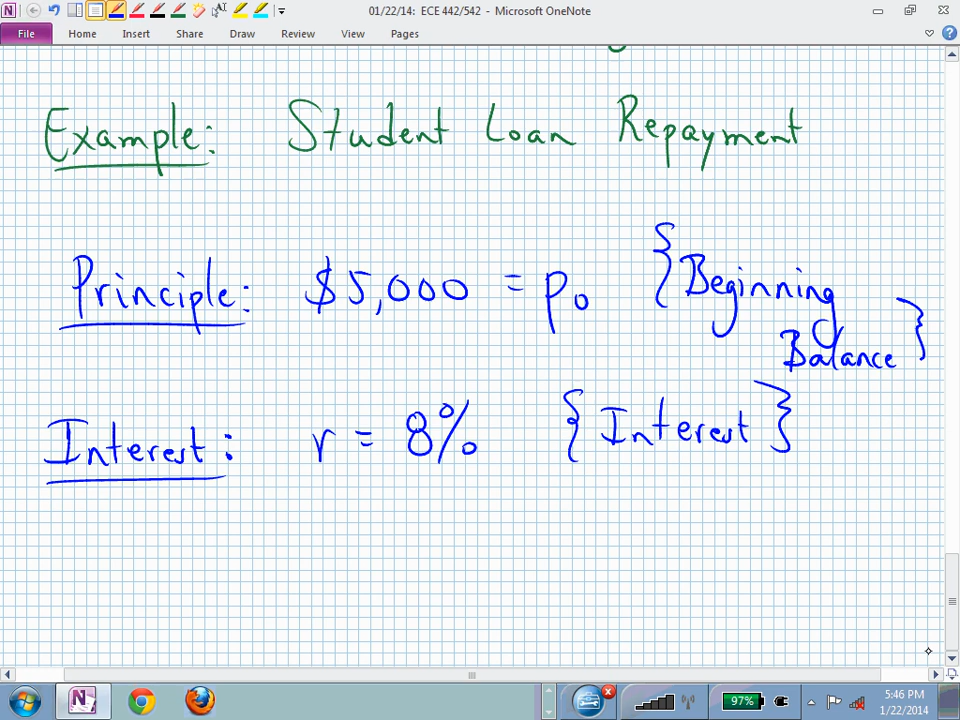 01/22/14: ECE 442/542 - Microsoft OneNote
File Home Insert Share Draw Review View Pages
Example: Student Loan Repayment
Principle: $5,000 = p0 { Beginning
Balance }
Interest: r = 8% { Interest }
97%
5:46 PM
1/22/2014